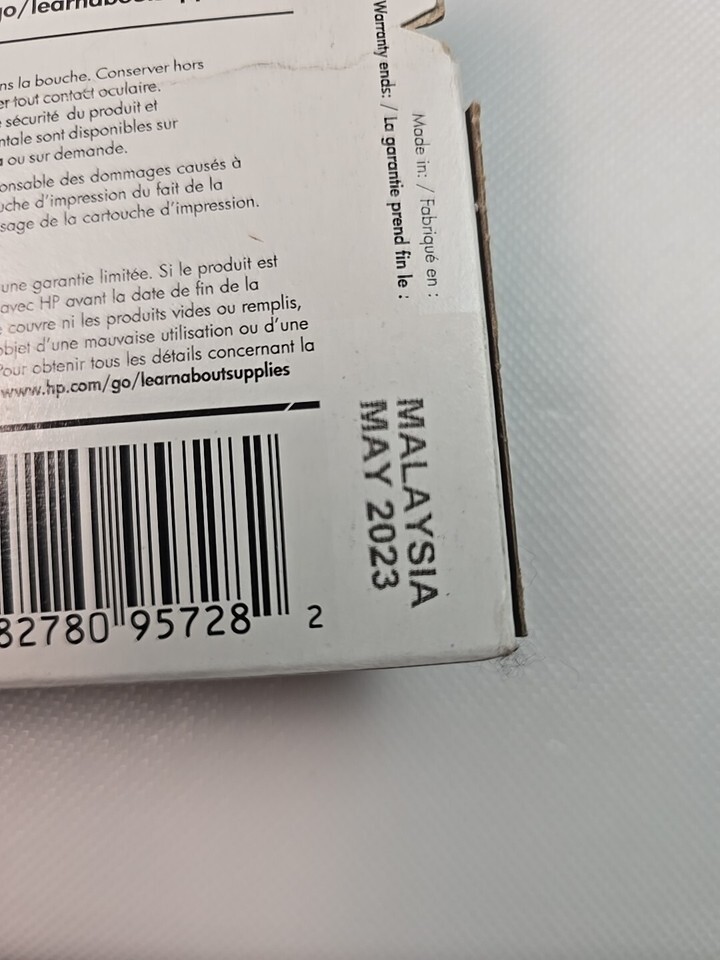 ns la bouche. Conserver hors
er tout contact oculaire.
sécurité du produit et
ntale sont disponibles sur
ou sur demande.
onsable des dommages causés à
uche d'impression du fait de la
sage de la cartouche d'impression.
une garantie limitée. Si le produit est
avec HP avant la date de fin de la
couvre ni les produits vides ou remplis,
objet d'une mauvaise utilisation ou d'une
Pour obtenir tous les détails concernant la
www.hp.com/go/learnaboutsupplies
82780 95728 2
Made in: / Fabriqué en :
Warranty ends: / La garantie prend fin le :
MALAYSIA
MAY 2023